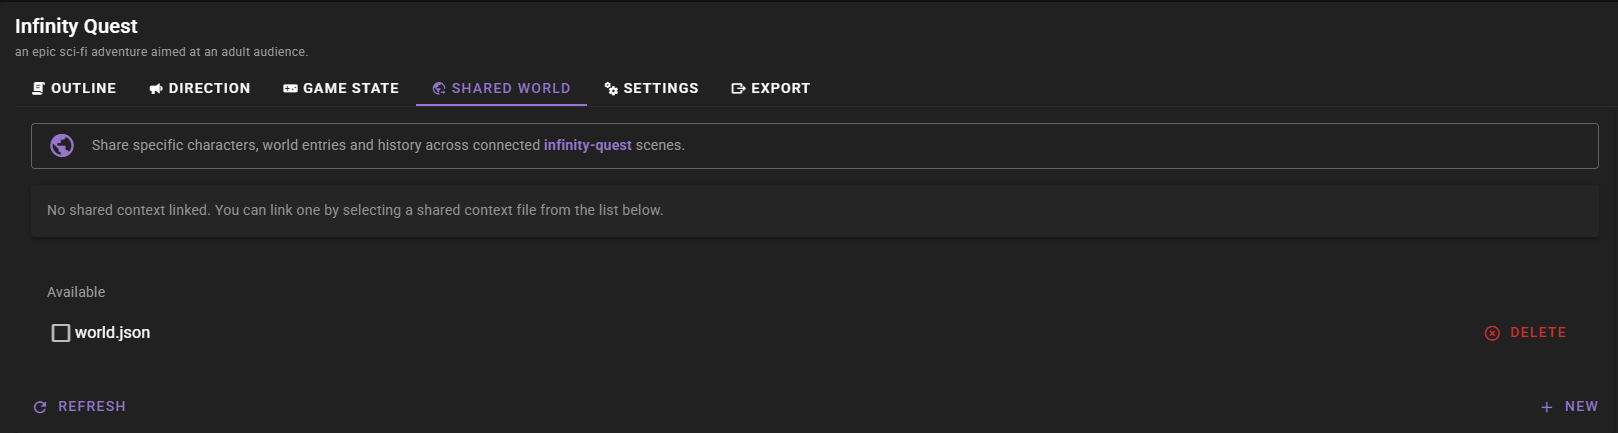 Infinity Quest
an epic sci-fi adventure aimed at an adult audience.
OUTLINE DIRECTION GAME STATE SHARED WORLD SETTINGS EXPORT
Share specific characters, world entries and history across connected infinity-quest scenes.
No shared context linked. You can link one by selecting a shared context file from the list below.
Available
world.json DELETE
REFRESH NEW